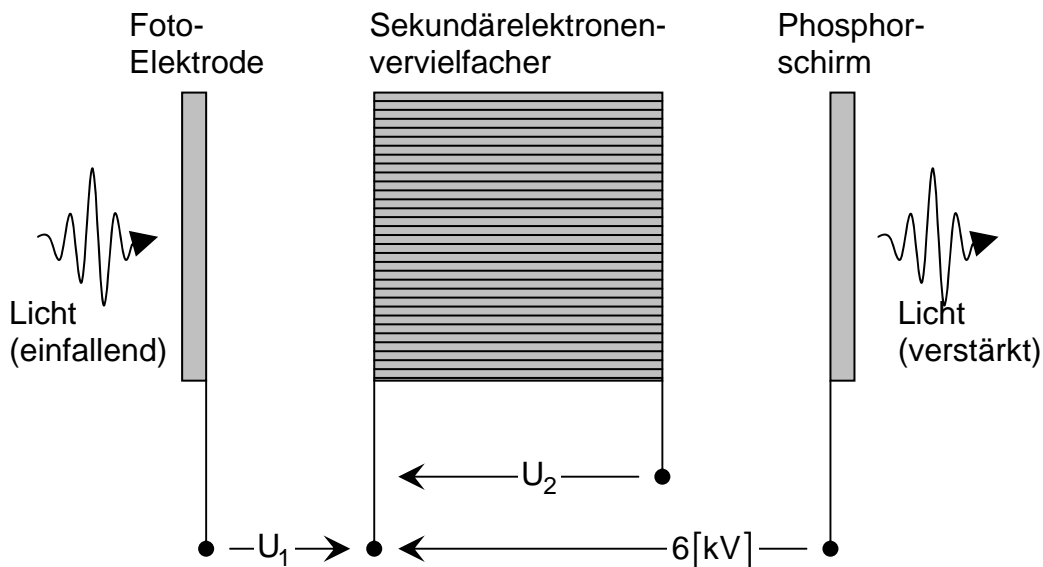 Foto-
Elektrode
Sekundärelektronen-
vervielfacher
Phosphor-
schirm
Licht
(einfallend)
Licht
(verstärkt)
U₂
U₁
6⌈kV⌉